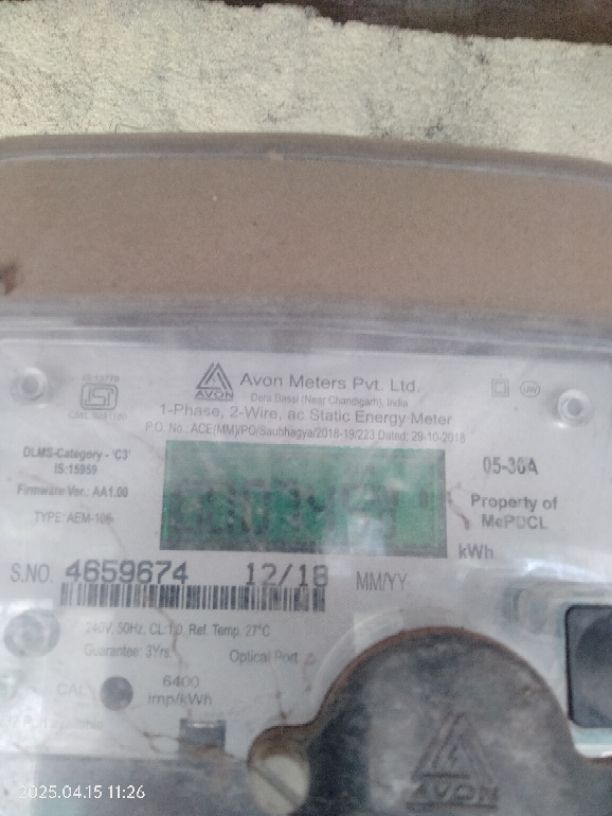 IS:13779
AVON
Avon Meters Pvt. Ltd.
Dera Bassi (Near Chandigarh), India
1-Phase, 2-Wire, ac Static Energy Meter
P.O. No.: ACE(MM)/PO/Saubhagya/2018-19/223 Dated; 29-10-2018
DLMS-Category - 'C3'
IS:15959
Firmware Ver.: AA1.00
TYPE: AEM-106
05-30A
Property of
MePDCL
kWh
S.NO. 4659674 12/18 MM/YY
240V, 50Hz, CL:1.0, Ref. Temp. 27°C
Guarantee: 3Yrs.
Optical Port
CAL
6400
imp/kWh
AVON
2025.04.15 11:26